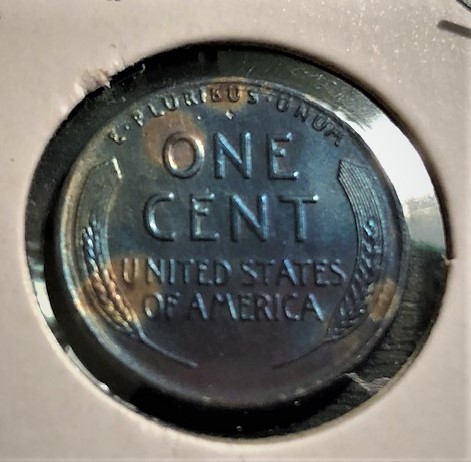 E·PLURIBUS·UNUM
ONE
CENT
UNITED STATES
OF AMERICA